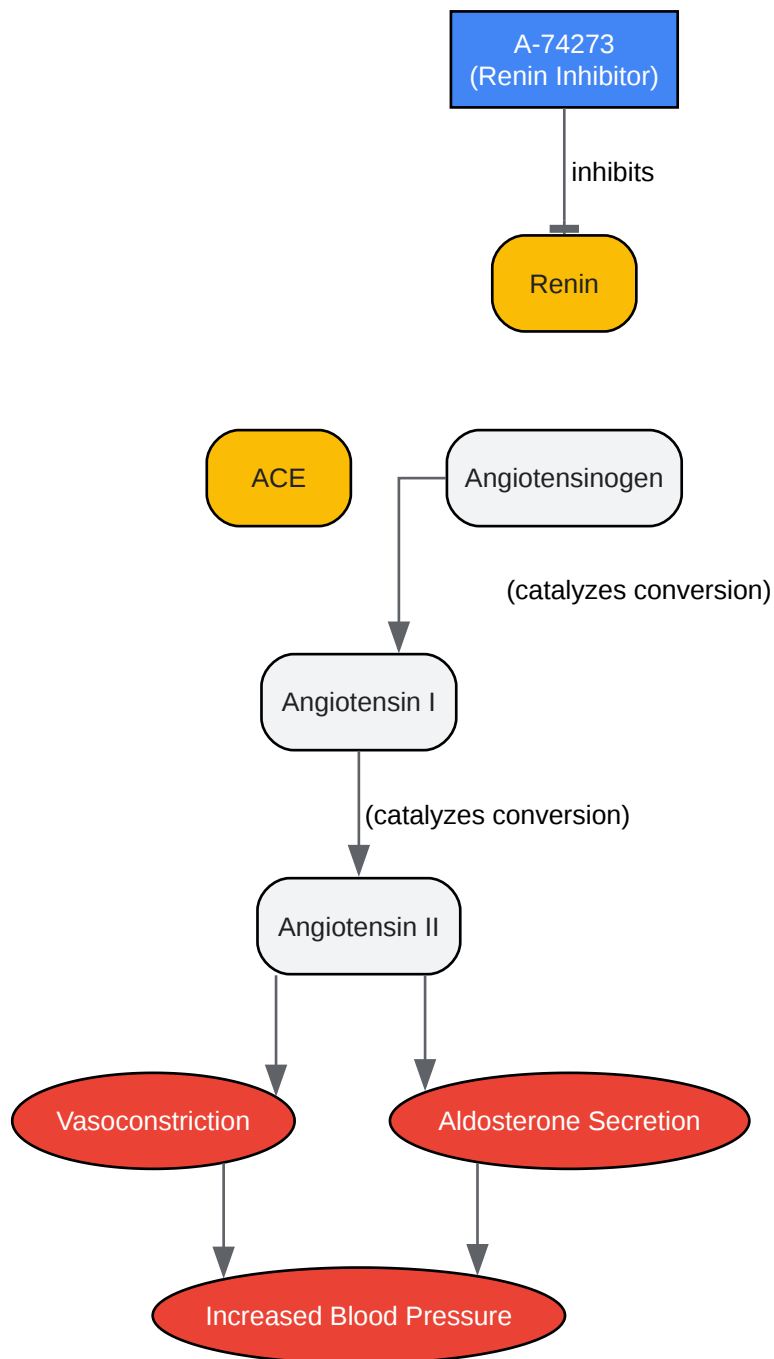 A-74273
(Renin Inhibitor)
inhibits
Renin
ACE
Angiotensinogen
(catalyzes conversion)
Angiotensin I
(catalyzes conversion)
Angiotensin II
Vasoconstriction
Aldosterone Secretion
Increased Blood Pressure